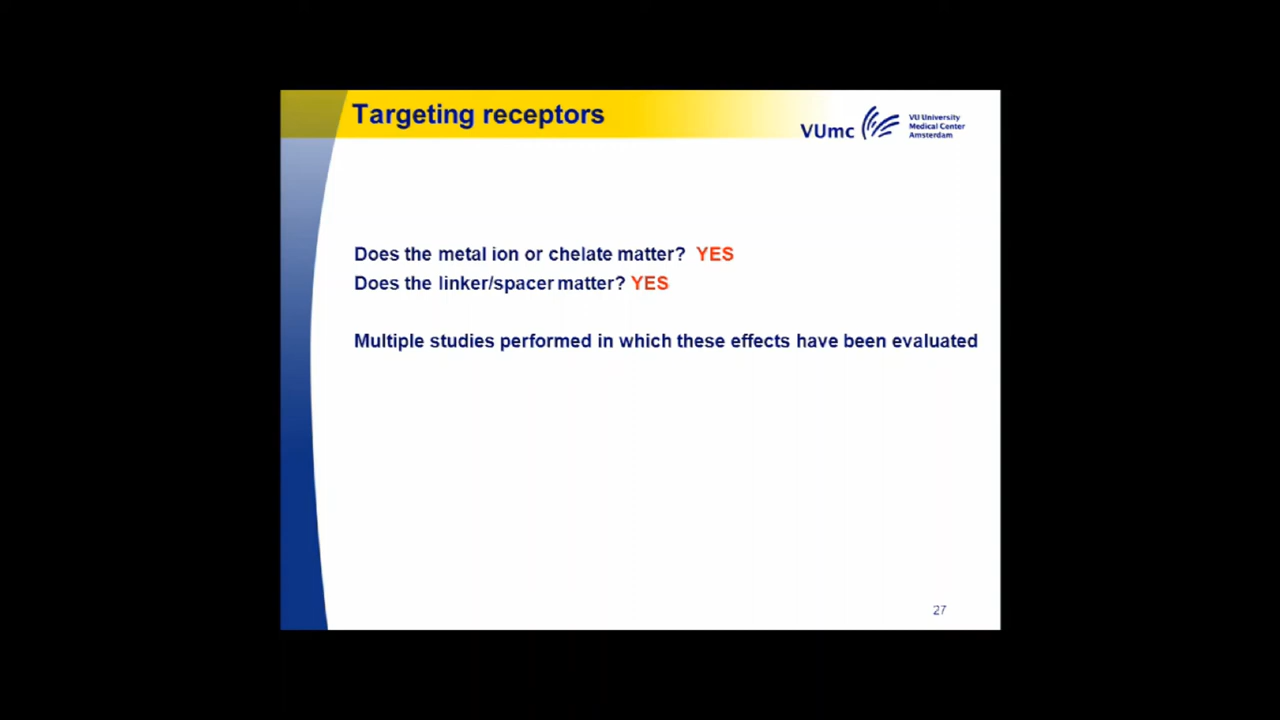 Targeting receptors
VUmc
VU University
Medical Center
Amsterdam
Does the metal ion or chelate matter? YES
Does the linker/spacer matter? YES
Multiple studies performed in which these effects have been evaluated
27